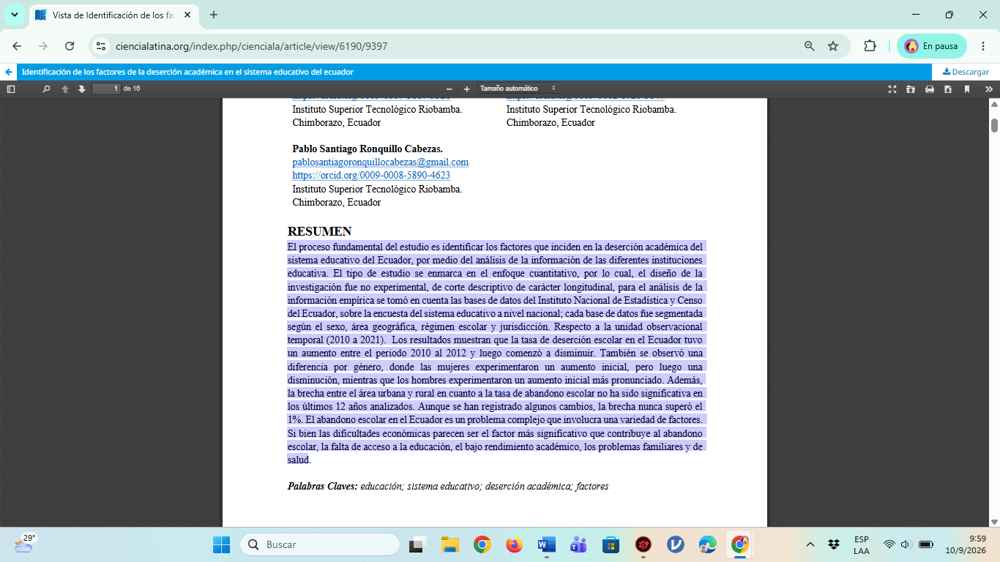 Vista de Identificación de los fa
ciencialatina.org/index.php/cienciala/article/view/6190/9397
En pausa
Identificación de los factores de la deserción académica en el sistema educativo del ecuador
Descargar
1 de 16
Tamaño automático
Instituto Superior Tecnológico Riobamba.
Chimborazo, Ecuador
Instituto Superior Tecnológico Riobamba.
Chimborazo, Ecuador
Pablo Santiago Ronquillo Cabezas.
pablosantiagoronquillocabezas@gmail.com
https://orcid.org/0009-0008-5890-4623
Instituto Superior Tecnológico Riobamba.
Chimborazo, Ecuador
RESUMEN
El proceso fundamental del estudio es identificar los factores que inciden en la deserción académica del
sistema educativo del Ecuador, por medio del análisis de la información de las diferentes instituciones
educativa. El tipo de estudio se enmarca en el enfoque cuantitativo, por lo cual, el diseño de la
investigación fue no experimental, de corte descriptivo de carácter longitudinal, para el análisis de la
información empírica se tomó en cuenta las bases de datos del Instituto Nacional de Estadística y Censo
del Ecuador, sobre la encuesta del sistema educativo a nivel nacional; cada base de datos fue segmentada
según el sexo, área geográfica, régimen escolar y jurisdicción. Respecto a la unidad observacional
temporal (2010 a 2021). Los resultados muestran que la tasa de deserción escolar en el Ecuador tuvo
un aumento entre el periodo 2010 al 2012 y luego comenzó a disminuir. También se observó una
diferencia por género, donde las mujeres experimentaron un aumento inicial, pero luego una
disminución, mientras que los hombres experimentaron un aumento inicial más pronunciado. Además,
la brecha entre el área urbana y rural en cuanto a la tasa de abandono escolar no ha sido significativa en
los últimos 12 años analizados. Aunque se han registrado algunos cambios, la brecha nunca superó el
1%. El abandono escolar en el Ecuador es un problema complejo que involucra una variedad de factores.
Si bien las dificultades económicas parecen ser el factor más significativo que contribuye al abandono
escolar, la falta de acceso a la educación, el bajo rendimiento académico, los problemas familiares y de
salud.
Palabras Claves: educación; sistema educativo; deserción académica; factores
29°
Buscar
ESP
LAA
9:59
10/9/2026